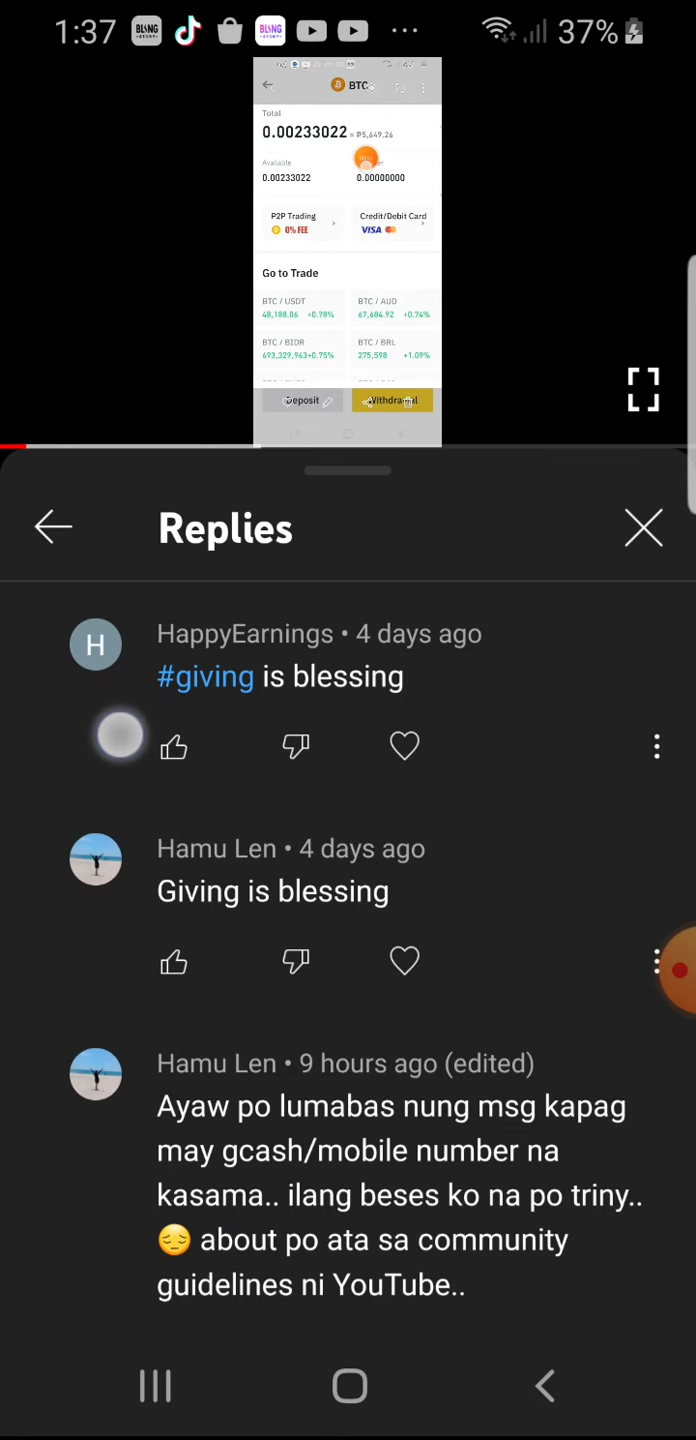 1:37
37%
BTC
Total
0.00233022 ≈ ₱5,649.26
Available
0.00233022
0.00000000
P2P Trading
0% FEE
Credit/Debit Card
VISA
Go to Trade
BTC / USDT
48,188.06 +0.78%
BTC / AUD
67,684.92 +0.74%
BTC / BIDR
693,329,963 +0.75%
BTC / BRL
275,598 +1.09%
Deposit
Withdrawal
Replies
H
HappyEarnings • 4 days ago
#giving is blessing
Hamu Len • 4 days ago
Giving is blessing
Hamu Len • 9 hours ago (edited)
Ayaw po lumabas nung msg kapag
may gcash/mobile number na
kasama.. ilang beses ko na po triny..
😔 about po ata sa community
guidelines ni YouTube..